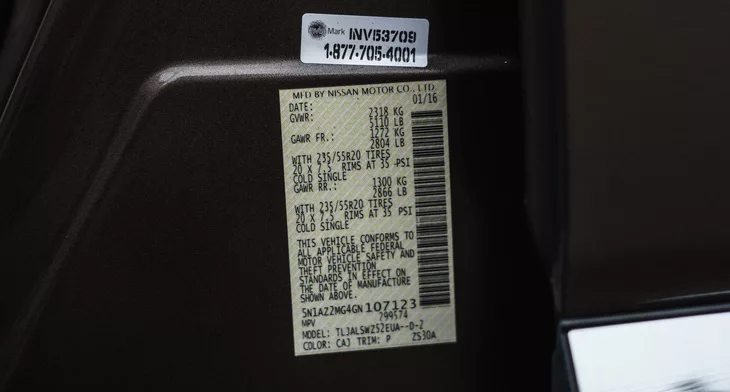 Mark INV53709
1-877-705-4001
MFD BY NISSAN MOTOR CO., LTD.
DATE: 01/16
GVWR: 2318 KG
5110 LB
GAWR FR.: 1272 KG
2804 LB
WITH 235/55R20 TIRES
20 X 7.5 RIMS AT 35 PSI
COLD SINGLE
GAWR RR.: 1300 KG
2866 LB
WITH 235/55R20 TIRES
20 X 7.5 RIMS AT 35 PSI
COLD SINGLE
THIS VEHICLE CONFORMS TO
ALL APPLICABLE FEDERAL
MOTOR VEHICLE SAFETY AND
THEFT PREVENTION
STANDARDS IN EFFECT ON
THE DATE OF MANUFACTURE
SHOWN ABOVE.
5N1AZ2MG4GN107123
MPV 299574
MODEL: TLJALSWZ52EUA--D-2
COLOR: CAJ TRIM: P ZS30A